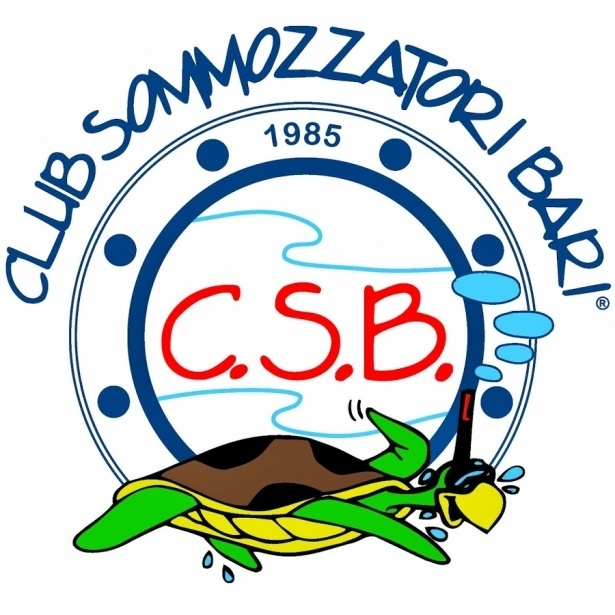 CLUB SOMMOZZATORI BARI
®
1985
C.S.B.